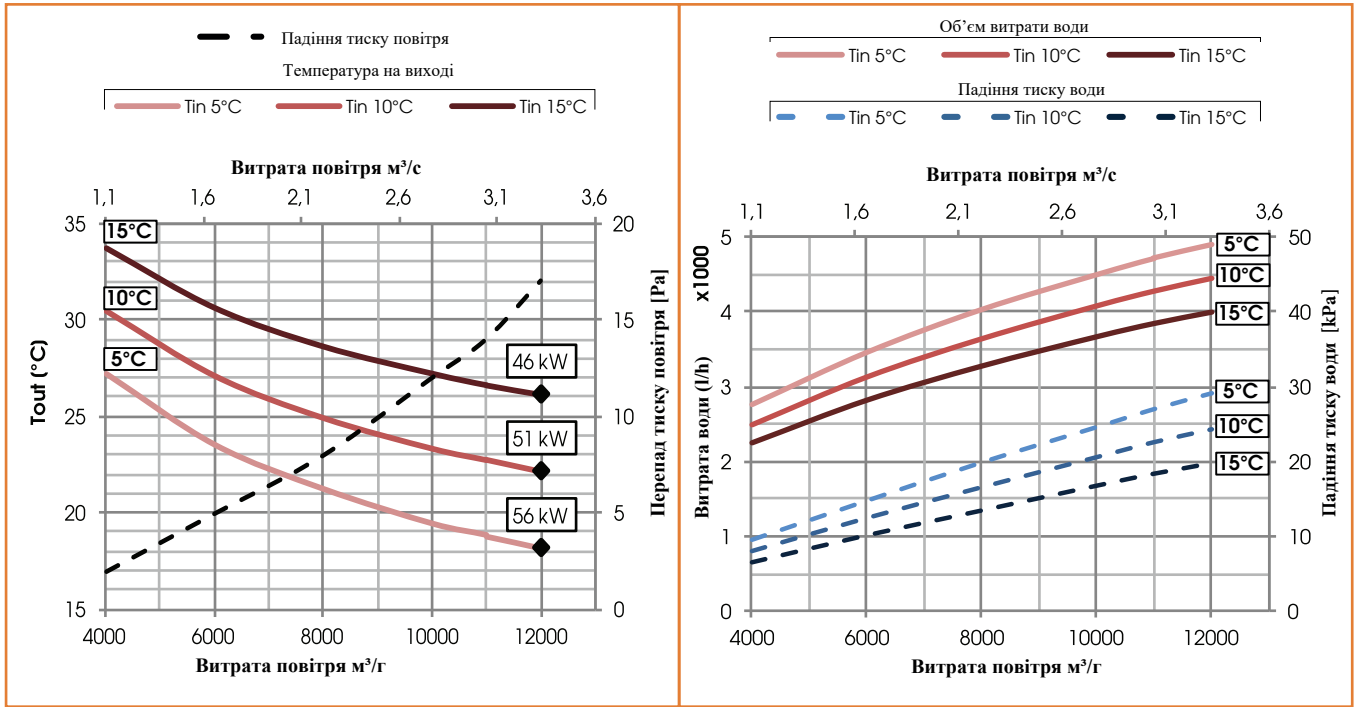 Падіння тиску повітря
Температура на виході
Tin 5°C Tin 10°C Tin 15°C
Витрата повітря м³/с
1,1 1,6 2,1 2,6 3,1 3,6
35 20
15°C
10°C
30 15
5°C
46 kW
25 10
51 kW
20 5
56 kW
15 0
Tout (°C)
Перепад тиску повітря [Pa]
4000 6000 8000 10000 12000
Витрата повітря м³/г
Об’єм витрати води
Tin 5°C Tin 10°C Tin 15°C
Падіння тиску води
Tin 5°C Tin 10°C Tin 15°C
Витрата повітря м³/с
1,1 1,6 2,1 2,6 3,1 3,6
5 50
5°C
x1000
10°C
4 40
15°C
3 30
5°C
10°C
2 20
15°C
1 10
0 0
Витрата води (l/h)
Падіння тиску води [kPa]
4000 6000 8000 10000 12000
Витрата повітря м³/г